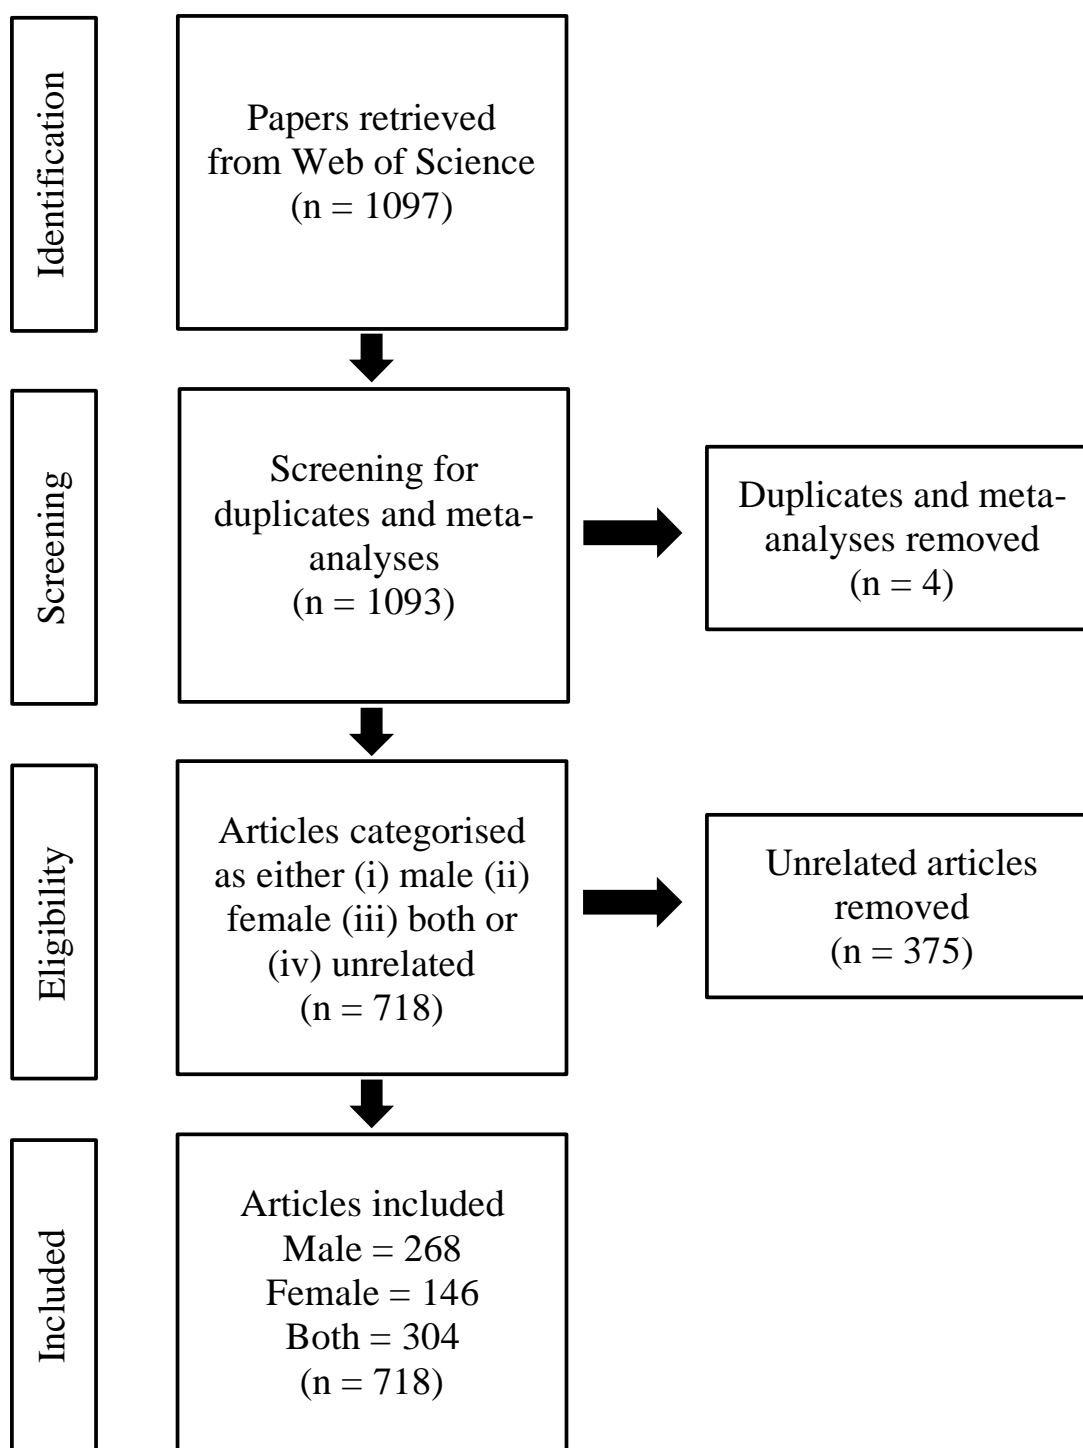 Identification
Papers retrieved
from Web of Science
(n = 1097)
Screening
Screening for
duplicates and meta-
analyses
(n = 1093)
Duplicates and meta-
analyses removed
(n = 4)
Eligibility
Articles categorised
as either (i) male (ii)
female (iii) both or
(iv) unrelated
(n = 718)
Unrelated articles
removed
(n = 375)
Included
Articles included
Male = 268
Female = 146
Both = 304
(n = 718)